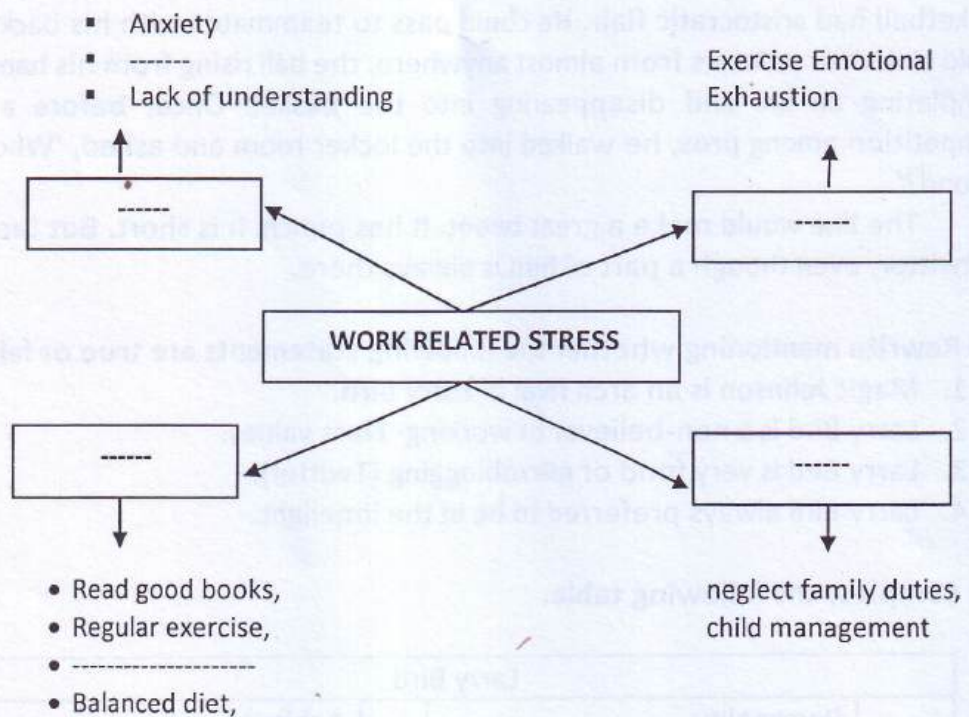 ▪ Anxiety
▪ ------------
▪ Lack of understanding
Exercise Emotional
Exhaustion
------
------
WORK RELATED STRESS
------
------
• Read good books,
• Regular exercise,
• --------------------
• Balanced diet,
neglect family duties,
child management